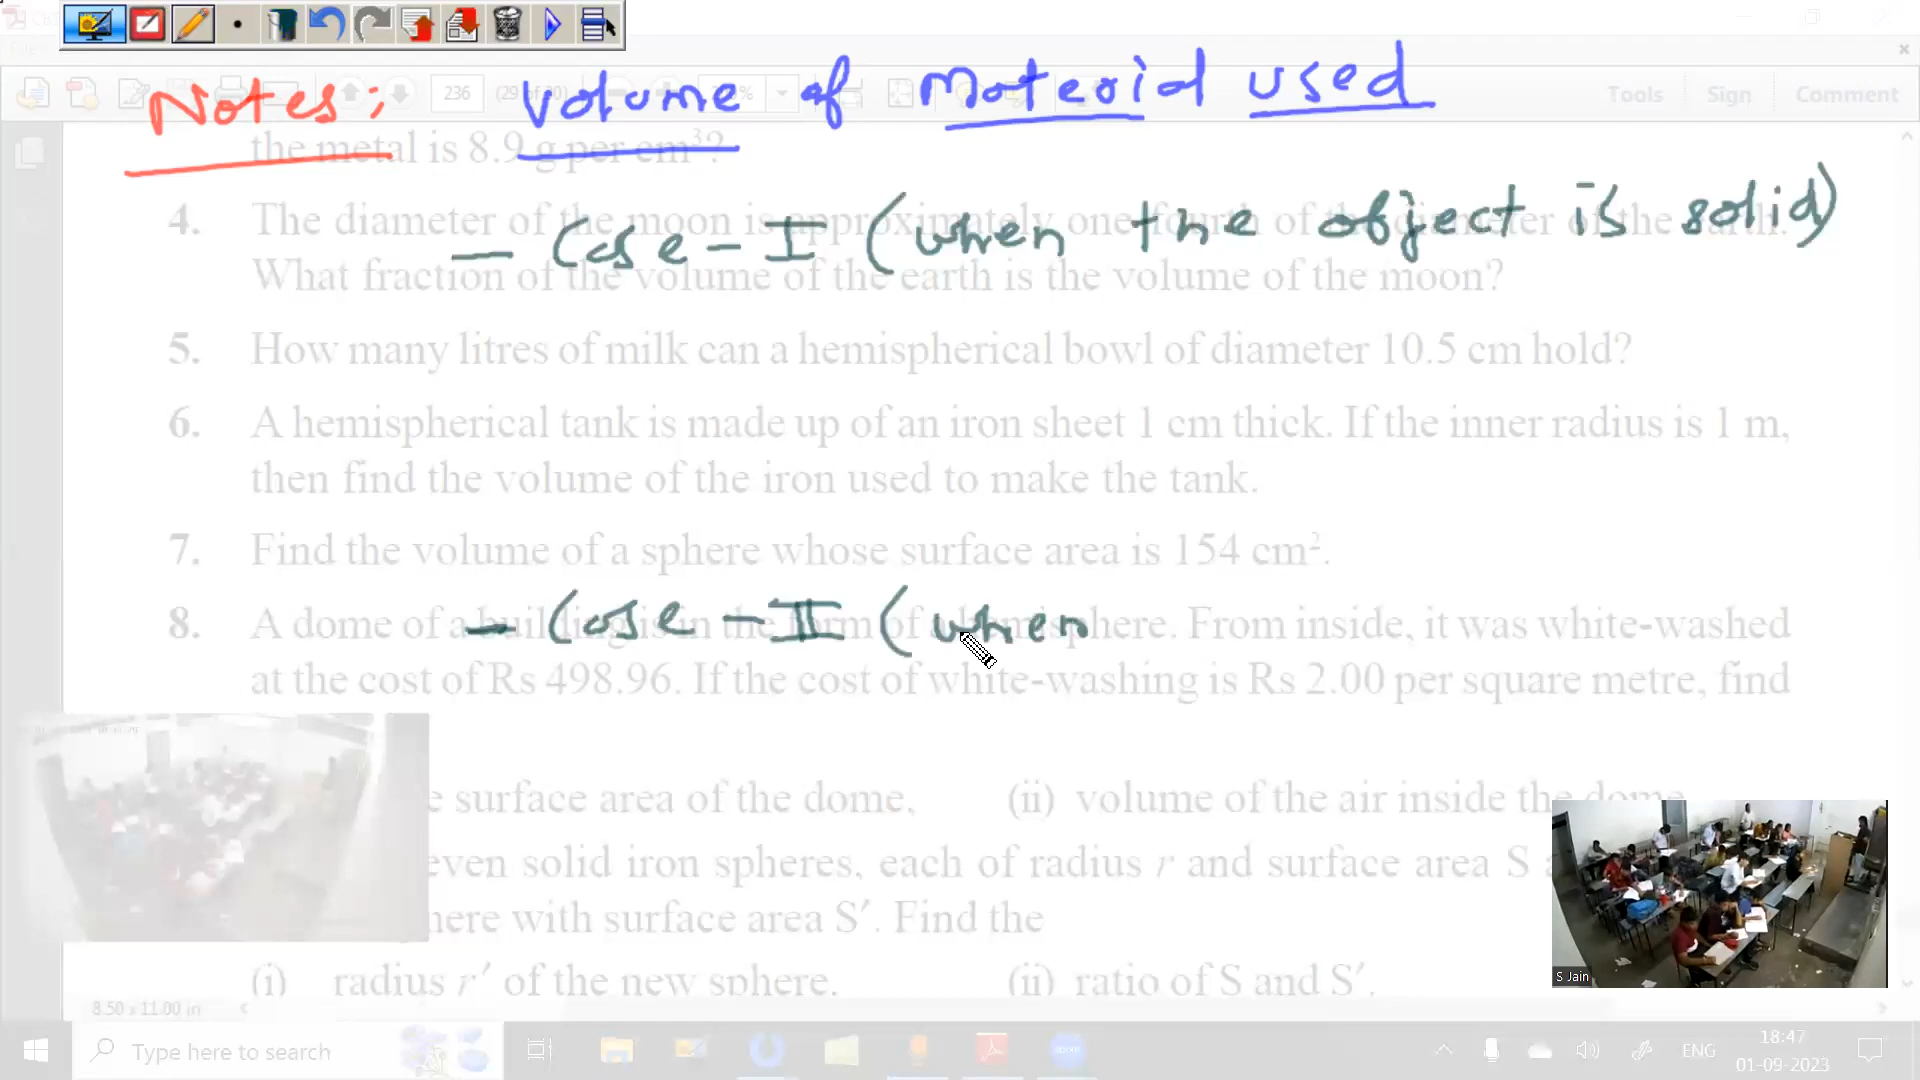 Notes: Volume of Material used
236 (29 of
Tools Sign Comment
the metal is 8.9 g per cm³?
- Case - I (when the object is solid)
4. The diameter of the moon is approximately one fourth of the diameter of the earth.
What fraction of the volume of the earth is the volume of the moon?
5. How many litres of milk can a hemispherical bowl of diameter 10.5 cm hold?
6. A hemispherical tank is made up of an iron sheet 1 cm thick. If the inner radius is 1 m,
then find the volume of the iron used to make the tank.
7. Find the volume of a sphere whose surface area is 154 cm².
- Case - II (when
8. A dome of a building is in the form of a hemisphere. From inside, it was white-washed
at the cost of Rs 498.96. If the cost of white-washing is Rs 2.00 per square metre, find
e surface area of the dome, (ii) volume of the air inside the dome
even solid iron spheres, each of radius r and surface area S
here with surface area S′. Find the
(i) radius r′ of the new sphere. (ii) ratio of S and S′.
S Jain
8.50 x 11.00 in
Type here to search
ENG
18:47
01-09-2023